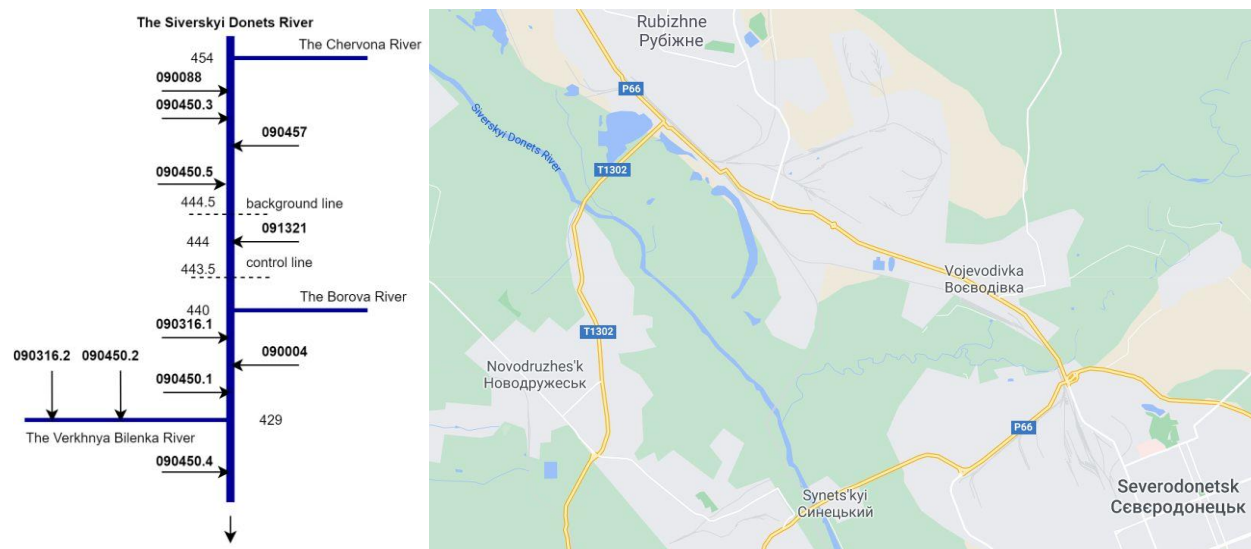 The Siverskyi Donets River
The Chervona River
454
090088
090450.3
090457
090450.5
444.5
background line
444
091321
443.5
control line
The Borova River
440
090316.1
090316.2
090450.2
090004
090450.1
429
The Verkhnya Bilenka River
090450.4
Rubizhne
Рубіжне
P66
Siverskyi Donets River
T1302
Vojevodivka
Воєводівка
T1302
Novodruzhes'k
Новодружеськ
P66
Synets'kyi
Синецький
Severodonetsk
Сєвєродонецьк